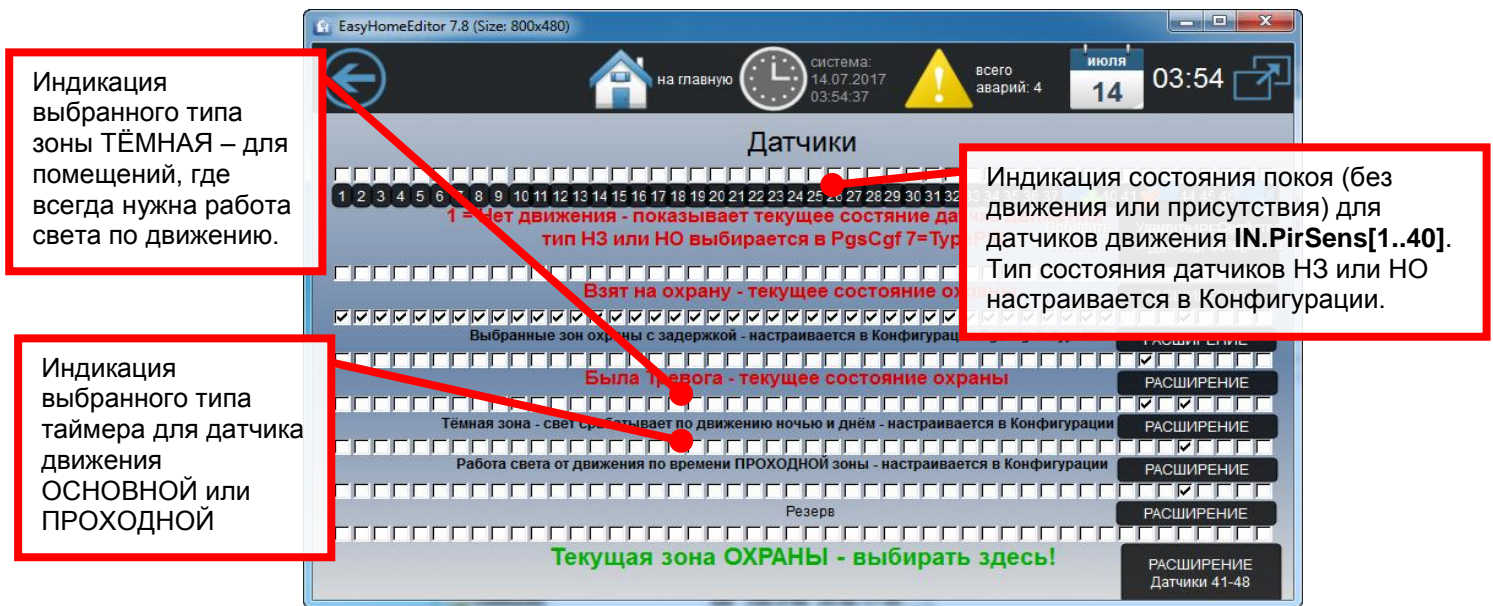 EasyHomeEditor 7.8 (Size: 800x480)
на главную
система:
14.07.2017
03:54:37
всего
аварий: 4
июля
14
03:54
Индикация
выбранного типа
зоны ТЁМНАЯ – для
помещений, где
всегда нужна работа
света по движению.
Датчики
1 2 3 4 5 6 7 8 9 10 11 12 13 14 15 16 17 18 19 20 21 22 23 24 25 26 27 28 29 30 31 32
1 = Нет движения - показывает текущее состяние
тип НЗ или НО выбирается в PgsCgf
Индикация состояния покоя (без
движения или присутствия) для
датчиков движения IN.PirSens[1..40].
Тип состояния датчиков НЗ или НО
настраивается в Конфигурации.
Взят на охрану - текущее состояние
Выбранные зон охраны с задержкой - настраивается в
РАСШИРЕНИЕ
Была Тревога - текущее состояние охраны
РАСШИРЕНИЕ
Индикация
выбранного типа
таймера для датчика
движения
ОСНОВНОЙ или
ПРОХОДНОЙ
Тёмная зона - свет срабатывает по движению ночью и днём - настраивается в Конфигурации
РАСШИРЕНИЕ
Работа света от движения по времени ПРОХОДНОЙ зоны - настраивается в Конфигурации
РАСШИРЕНИЕ
Резерв
РАСШИРЕНИЕ
Текущая зона ОХРАНЫ - выбирать здесь!
РАСШИРЕНИЕ
Датчики 41-48